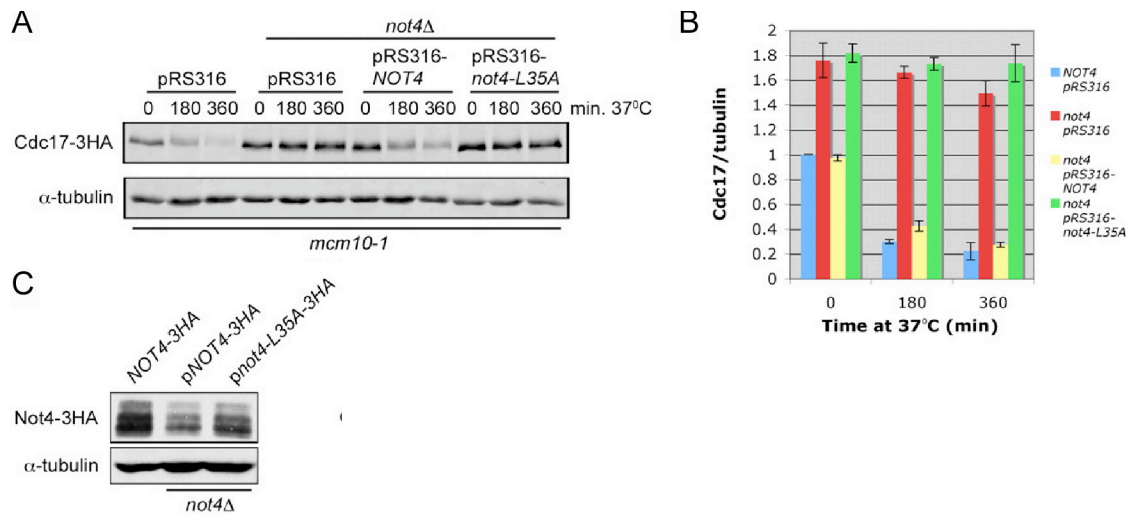 A
not4Δ
pRS316-
pRS316-
pRS316
pRS316
NOT4
not4-L35A
0 180 360
0 180 360
0 180 360
0 180 360
min. 37⁰C
Cdc17-3HA
α-tubulin
mcm10-1
B
2
1.8
1.6
1.4
1.2
1
0.8
0.6
0.4
0.2
0
Cdc17/tubulin
0
180
360
Time at 37⁰C (min)
NOT4
pRS316
not4
pRS316
not4
pRS316-
NOT4
not4
pRS316-
not4-L35A
C
NOT4-3HA
pNOT4-3HA
pnot4-L35A-3HA
Not4-3HA
α-tubulin
not4Δ